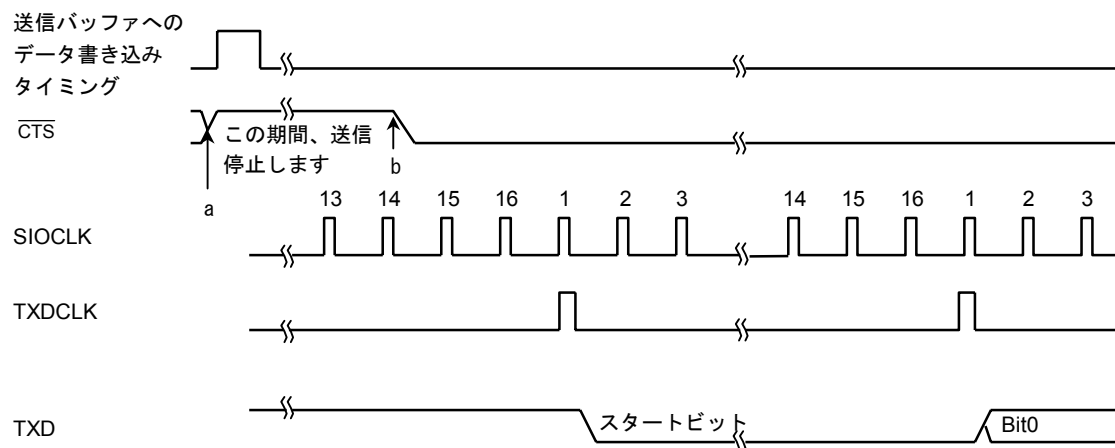 送信バッファへの
データ書き込み
タイミング
CTS
この期間、送信
停止します
a
b
13 14 15 16 1 2 3 14 15 16 1 2 3
SIOCLK
TXDCLK
TXD
スタートビット
Bit0